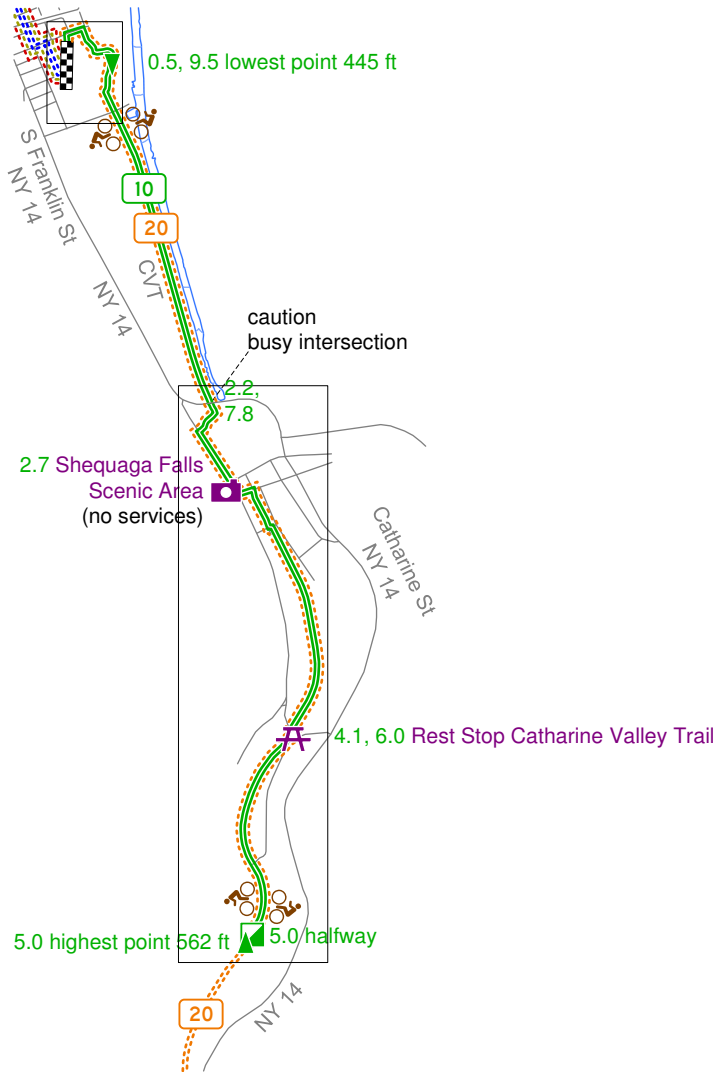 0.5, 9.5 lowest point 445 ft
S Franklin St
NY 14
10
20
CVT
NY 14
caution
busy intersection
2.2,
7.8
2.7 Shequaga Falls
Scenic Area
(no services)
Catharine St
NY 14
4.1, 6.0 Rest Stop Catharine Valley Trail
5.0 highest point 562 ft
5.0 halfway
20
NY 14